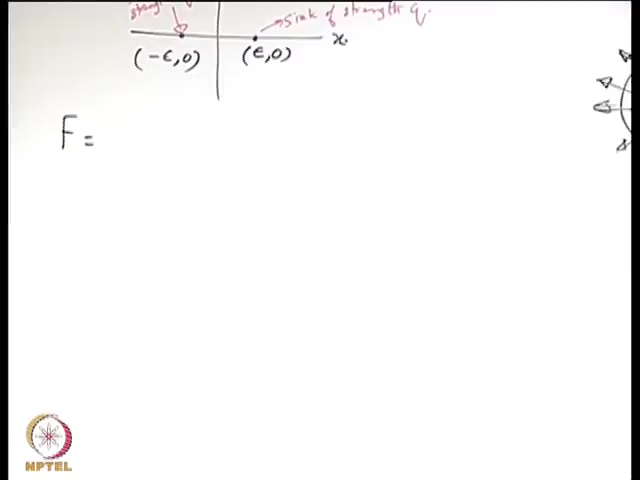 sink of strength q.
x.
(-ε,0) (ε,0)
F =
NPTEL